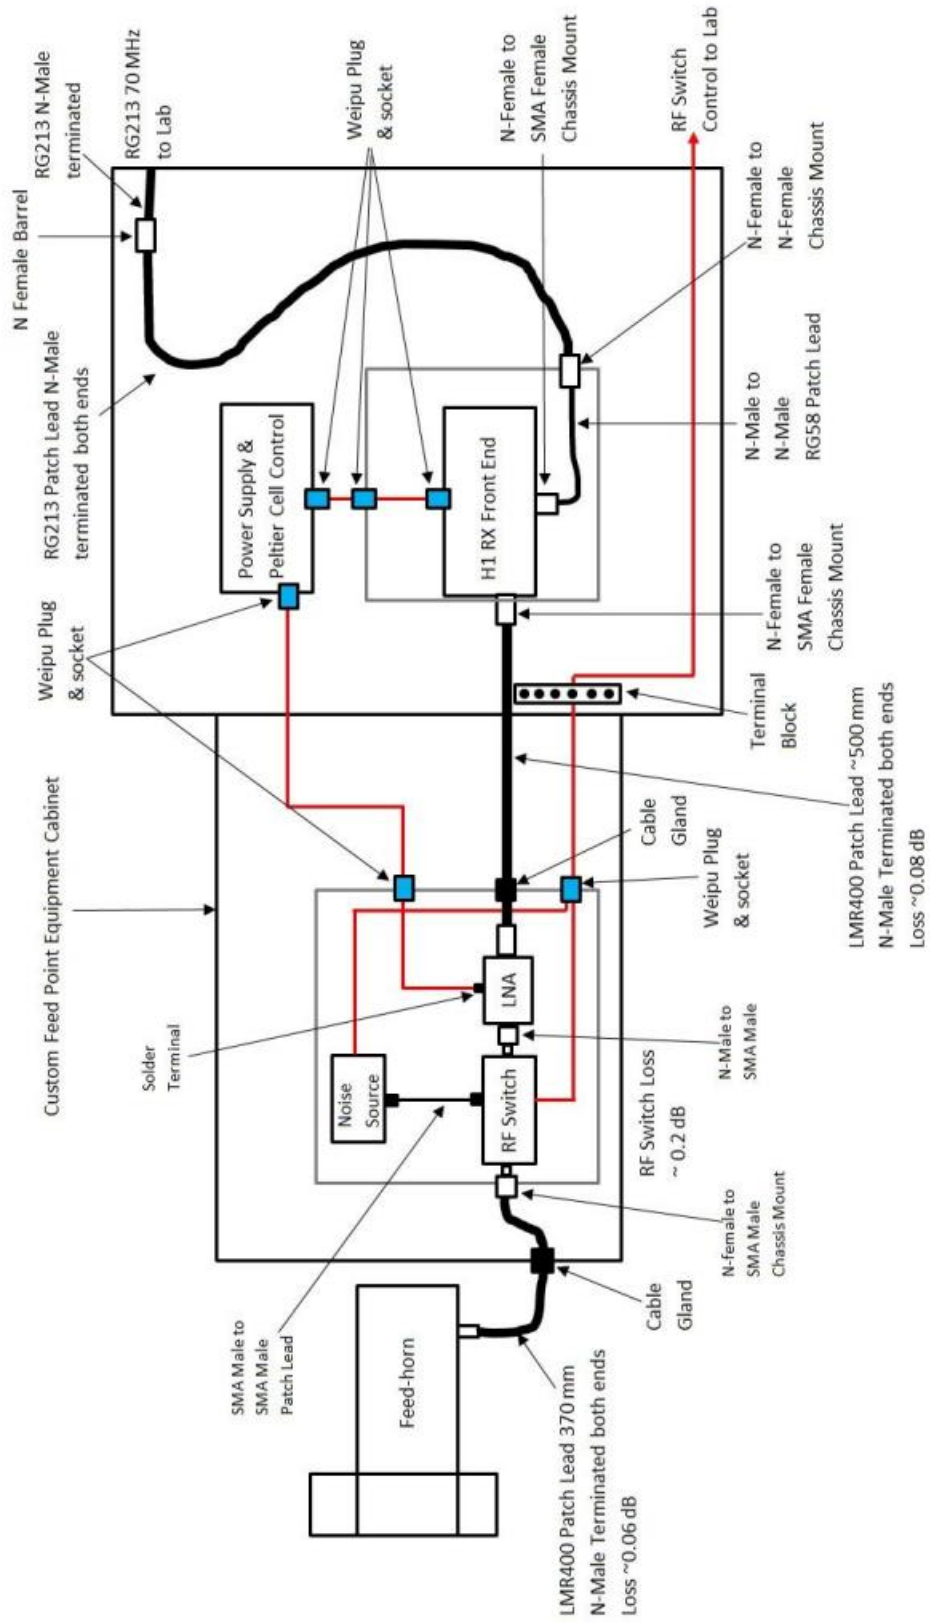 Custom Feed Point Equipment Cabinet
Weipu Plug
& socket
RG213 Patch Lead N-Male
terminated both ends
N Female Barrel
RG213 N-Male
terminated
RG213 70 MHz
to Lab
Weipu Plug
& socket
N-Female to
SMA Female
Chassis Mount
RF Switch
Control to Lab
Power Supply &
Peltier Cell Control
H1 RX Front End
N-Female to
N-Female
Chassis Mount
N-Male to
N-Male
RG58 Patch Lead
N-Female to
SMA Female
Chassis Mount
Terminal
Block
LMR400 Patch Lead ~500 mm
N-Male Terminated both ends
Loss ~0.08 dB
Cable
Gland
Weipu Plug
& socket
Solder
Terminal
Noise
Source
LNA
RF Switch
N-Male to
SMA Male
RF Switch Loss
~ 0.2 dB
N-female to
SMA Male
Chassis Mount
Cable
Gland
SMA Male to
SMA Male
Patch Lead
Feed-horn
LMR400 Patch Lead 370 mm
N-Male Terminated both ends
Loss ~0.06 dB